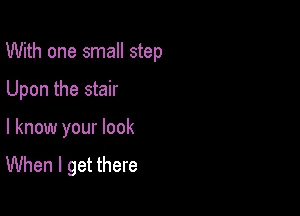 With one small step
Upon the stair
I know your look
When I get there